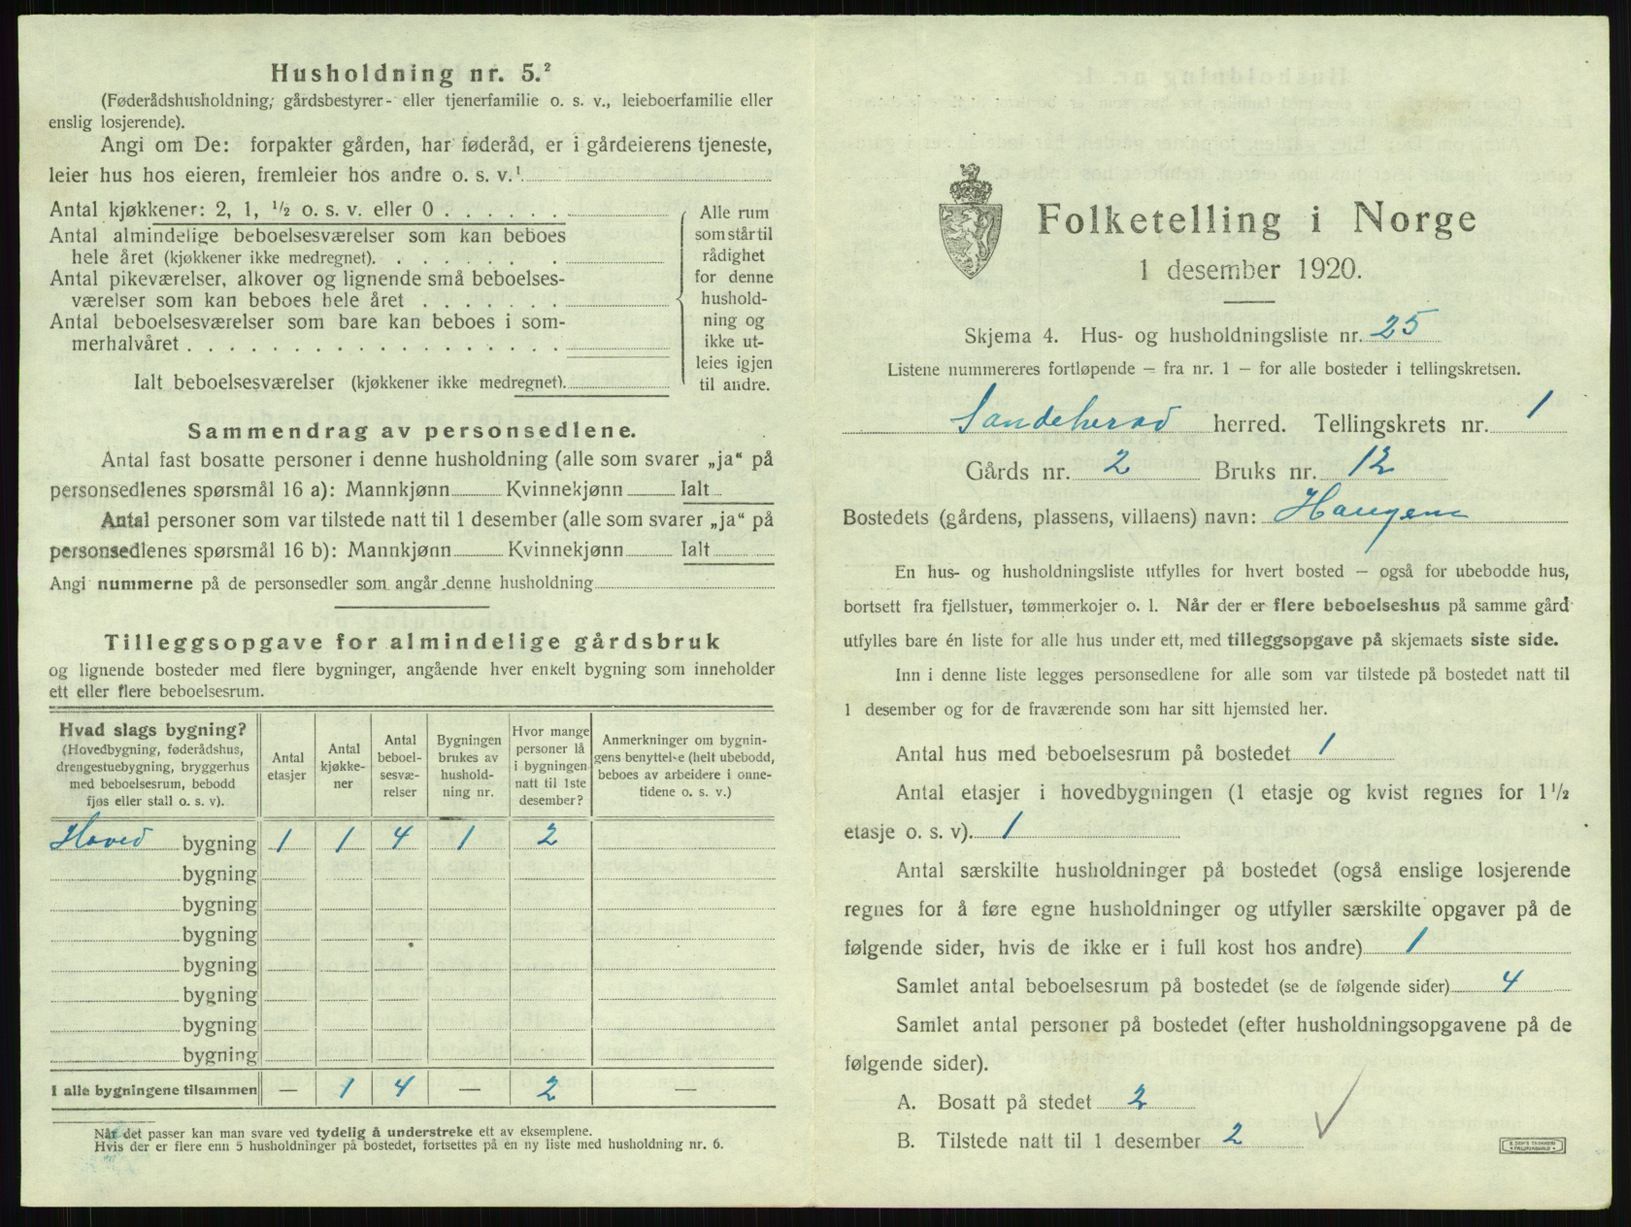 Husholdning nr. 5.²
(Føderådshusholdning, gårdsbestyrer- eller tjenerfamilie o. s. v., leieboerfamilie eller
enslig losjerende).
Angi om De: forpakter gården, har føderåd, er i gårdeierens tjeneste,
leier hus hos eieren, fremleier hos andre o. s. v.¹
Antal kjøkkener: 2, 1, ½ o. s. v. eller 0
Antal almindelige beboelsesværelser som kan beboes
hele året (kjøkkener ikke medregnet).
Antal pikeværelser, alkover og lignende små beboelses-
værelser som kan beboes hele året
Antal beboelsesværelser som bare kan beboes i som-
merhalvåret
Ialt beboelsesværelser (kjøkkener ikke medregnet).
Alle rum
som står til
rådighet
for denne
hushold-
ning og
ikke ut-
leies igjen
til andre.
Sammendrag av personsedlene.
Antal fast bosatte personer i denne husholdning (alle som svarer „ja“ på
personsedlenes spørsmål 16 a): Mannkjønn Kvinnekjønn Ialt
Antal personer som var tilstede natt til 1 desember (alle som svarer „ja“ på
personsedlenes spørsmål 16 b): Mannkjønn Kvinnekjønn Ialt
Angi nummerne på de personsedler som angår denne husholdning
Tilleggsopgave for almindelige gårdsbruk
og lignende bosteder med flere bygninger, angående hver enkelt bygning som inneholder
ett eller flere beboelsesrum.
Hvad slags bygning?
(Hovedbygning, føderådshus,
drengestuebygning, bryggerhus
med beboelsesrum, bebodd
fjøs eller stall o. s. v).
Antal
etasjer
Antal
kjøkke-
ner
Antal
beboel-
sesvæ-
relser
Bygningen
brukes av
hushold-
ning nr.
Hvor mange
personer lå
i bygningen
natt til 1ste
desember?
Anmerkninger om bygnin-
gens benyttelse (helt ubebodd,
beboes av arbeidere i onne-
tidene o. s. v.)
Hoved bygning 1 1 4 1 2
bygning
bygning
bygning
bygning
bygning
bygning
bygning
I alle bygningene tilsammen — 1 4 — 2 —
Når det passer kan man svare ved tydelig å understreke ett av eksemplene.
Hvis der er flere enn 5 husholdninger på bostedet, fortsettes på en ny liste med husholdning nr. 6.
Folketelling i Norge
1 desember 1920.
Skjema 4. Hus- og husholdningsliste nr. 25
Listene nummereres fortløpende — fra nr. 1 — for alle bosteder i tellingskretsen.
Sandeherad herred. Tellingskrets nr. 1
Gårds nr. 2 Bruks nr. 12
Bostedets (gårdens, plassens, villaens) navn: Haugene
En hus- og husholdningsliste utfylles for hvert bosted — også for ubebodde hus,
bortsett fra fjellstuer, tømmerkojer o. l. Når der er flere beboelseshus på samme gård
utfylles bare én liste for alle hus under ett, med tilleggsopgave på skjemaets siste side.
Inn i denne liste legges personsedlene for alle som var tilstede på bostedet natt til
1 desember og for de fraværende som har sitt hjemsted her.
Antal hus med beboelsesrum på bostedet 1
Antal etasjer i hovedbygningen (1 etasje og kvist regnes for 1½
etasje o. s. v). 1
Antal særskilte husholdninger på bostedet (også enslige losjerende
regnes for å føre egne husholdninger og utfyller særskilte opgaver på de
følgende sider, hvis de ikke er i full kost hos andre) 1
Samlet antal beboelsesrum på bostedet (se de følgende sider) 4
Samlet antal personer på bostedet (efter husholdningsopgavene på de
følgende sider).
A. Bosatt på stedet 2
B. Tilstede natt til 1 desember 2